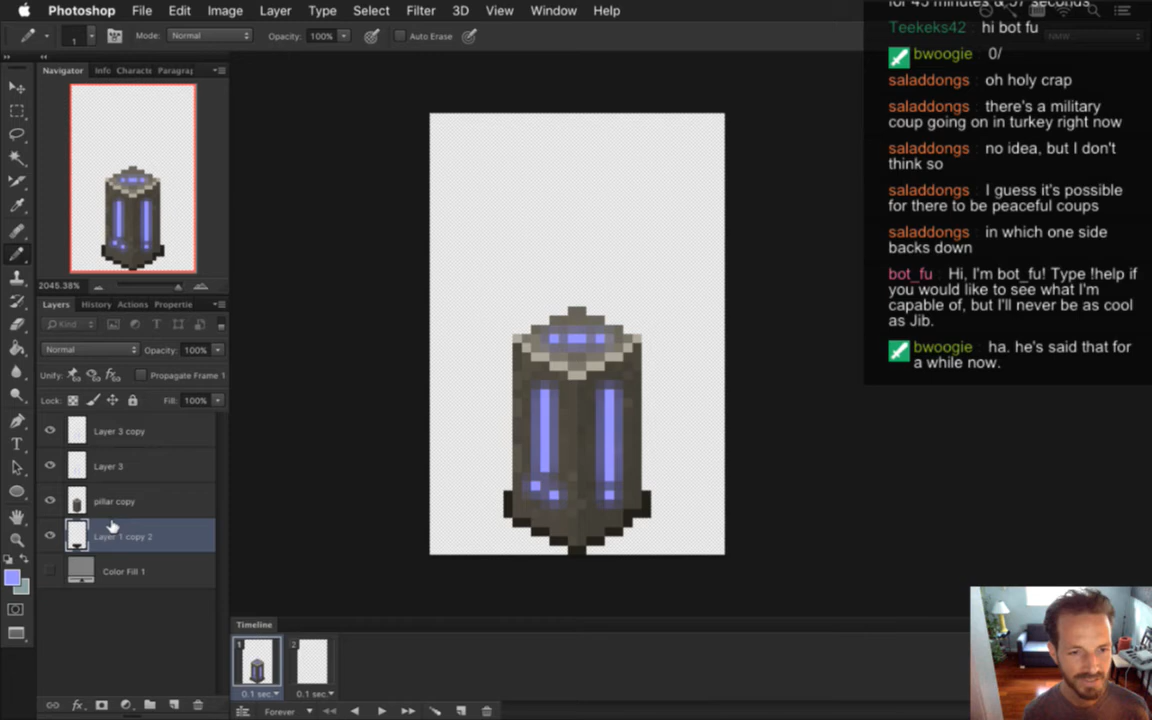 Photoshop File Edit Image Layer Type Select Filter 3D View Window Help
1 Mode: Normal Opacity: 100% Auto Erase
Navigator Info Charact Paragra
2045.38%
Layers History Actions Propertie
Kind
Normal Opacity: 100%
Unify: Propagate Frame 1
Lock: Fill: 100%
Layer 3 copy
Layer 3
pillar copy
Layer 1 copy 2
Color Fill 1
Timeline
1 2
0.1 sec. 0.1 sec.
Forever
Teekeks42 : hi bot fu
bwoogie : 0/
saladdongs : oh holy crap
saladdongs : there's a military
coup going on in turkey right now
saladdongs : no idea, but I don't
think so
saladdongs : I guess it's possible
for there to be peaceful coups
saladdongs : in which one side
backs down
bot_fu : Hi, I'm bot_fu! Type !help if
you would like to see what I'm
capable of, but I'll never be as cool
as Jib.
bwoogie : ha. he's said that for
a while now.